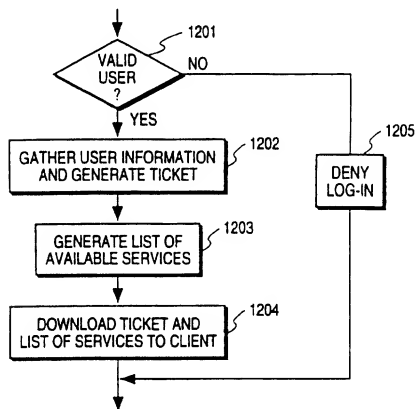 1201
VALID
USER
?
NO
YES
1202
GATHER USER INFORMATION
AND GENERATE TICKET
1205
DENY
LOG-IN
1203
GENERATE LIST OF
AVAILABLE SERVICES
1204
DOWNLOAD TICKET AND
LIST OF SERVICES TO CLIENT